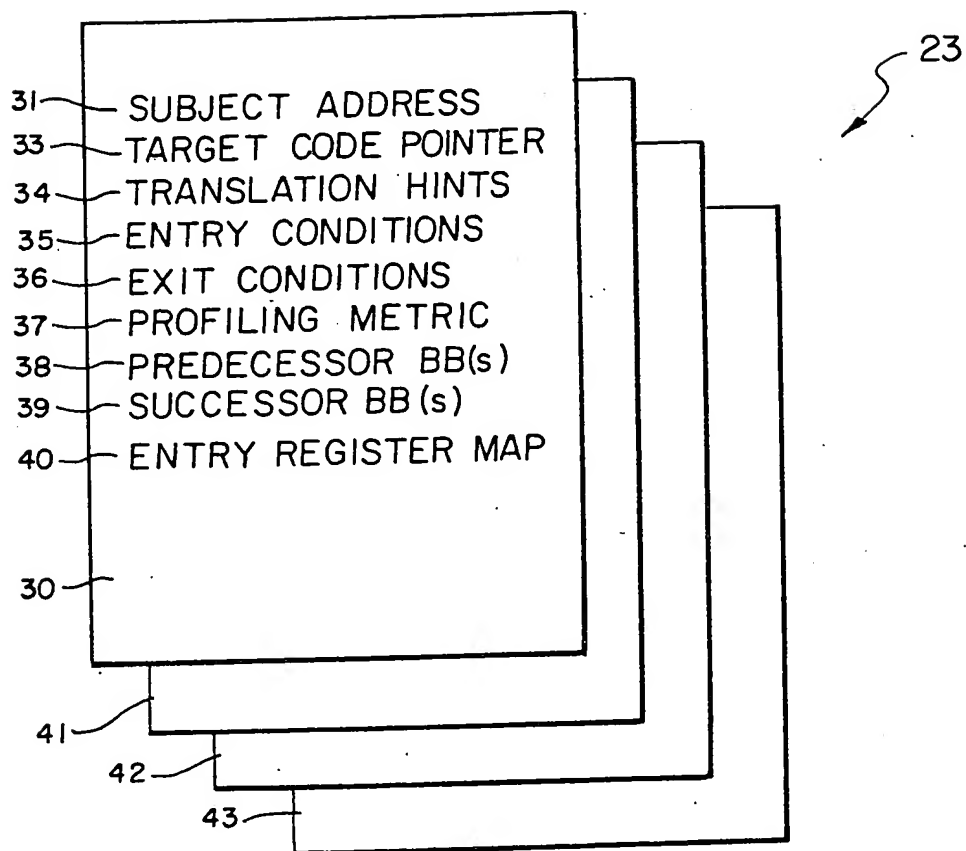 23
31 SUBJECT ADDRESS
33 TARGET CODE POINTER
34 TRANSLATION HINTS
35 ENTRY CONDITIONS
36 EXIT CONDITIONS
37 PROFILING METRIC
38 PREDECESSOR BB(s)
39 SUCCESSOR BB(s)
40 ENTRY REGISTER MAP
30
41
42
43